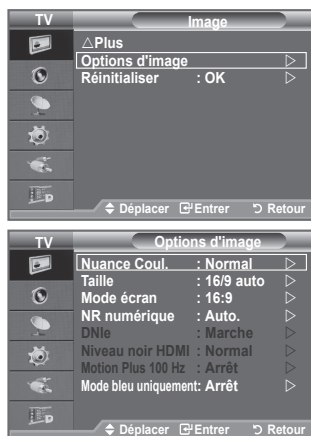 TV Image
△Plus
Options d'image
Réinitialiser : OK
Déplacer Entrer Retour
TV Options d'image
Nuance Coul. : Normal
Taille : 16/9 auto
Mode écran : 16:9
NR numérique : Auto.
DNIe : Marche
Niveau noir HDMI : Normal
Motion Plus 100 Hz : Arrêt
Mode bleu uniquement: Arrêt
Déplacer Entrer Retour